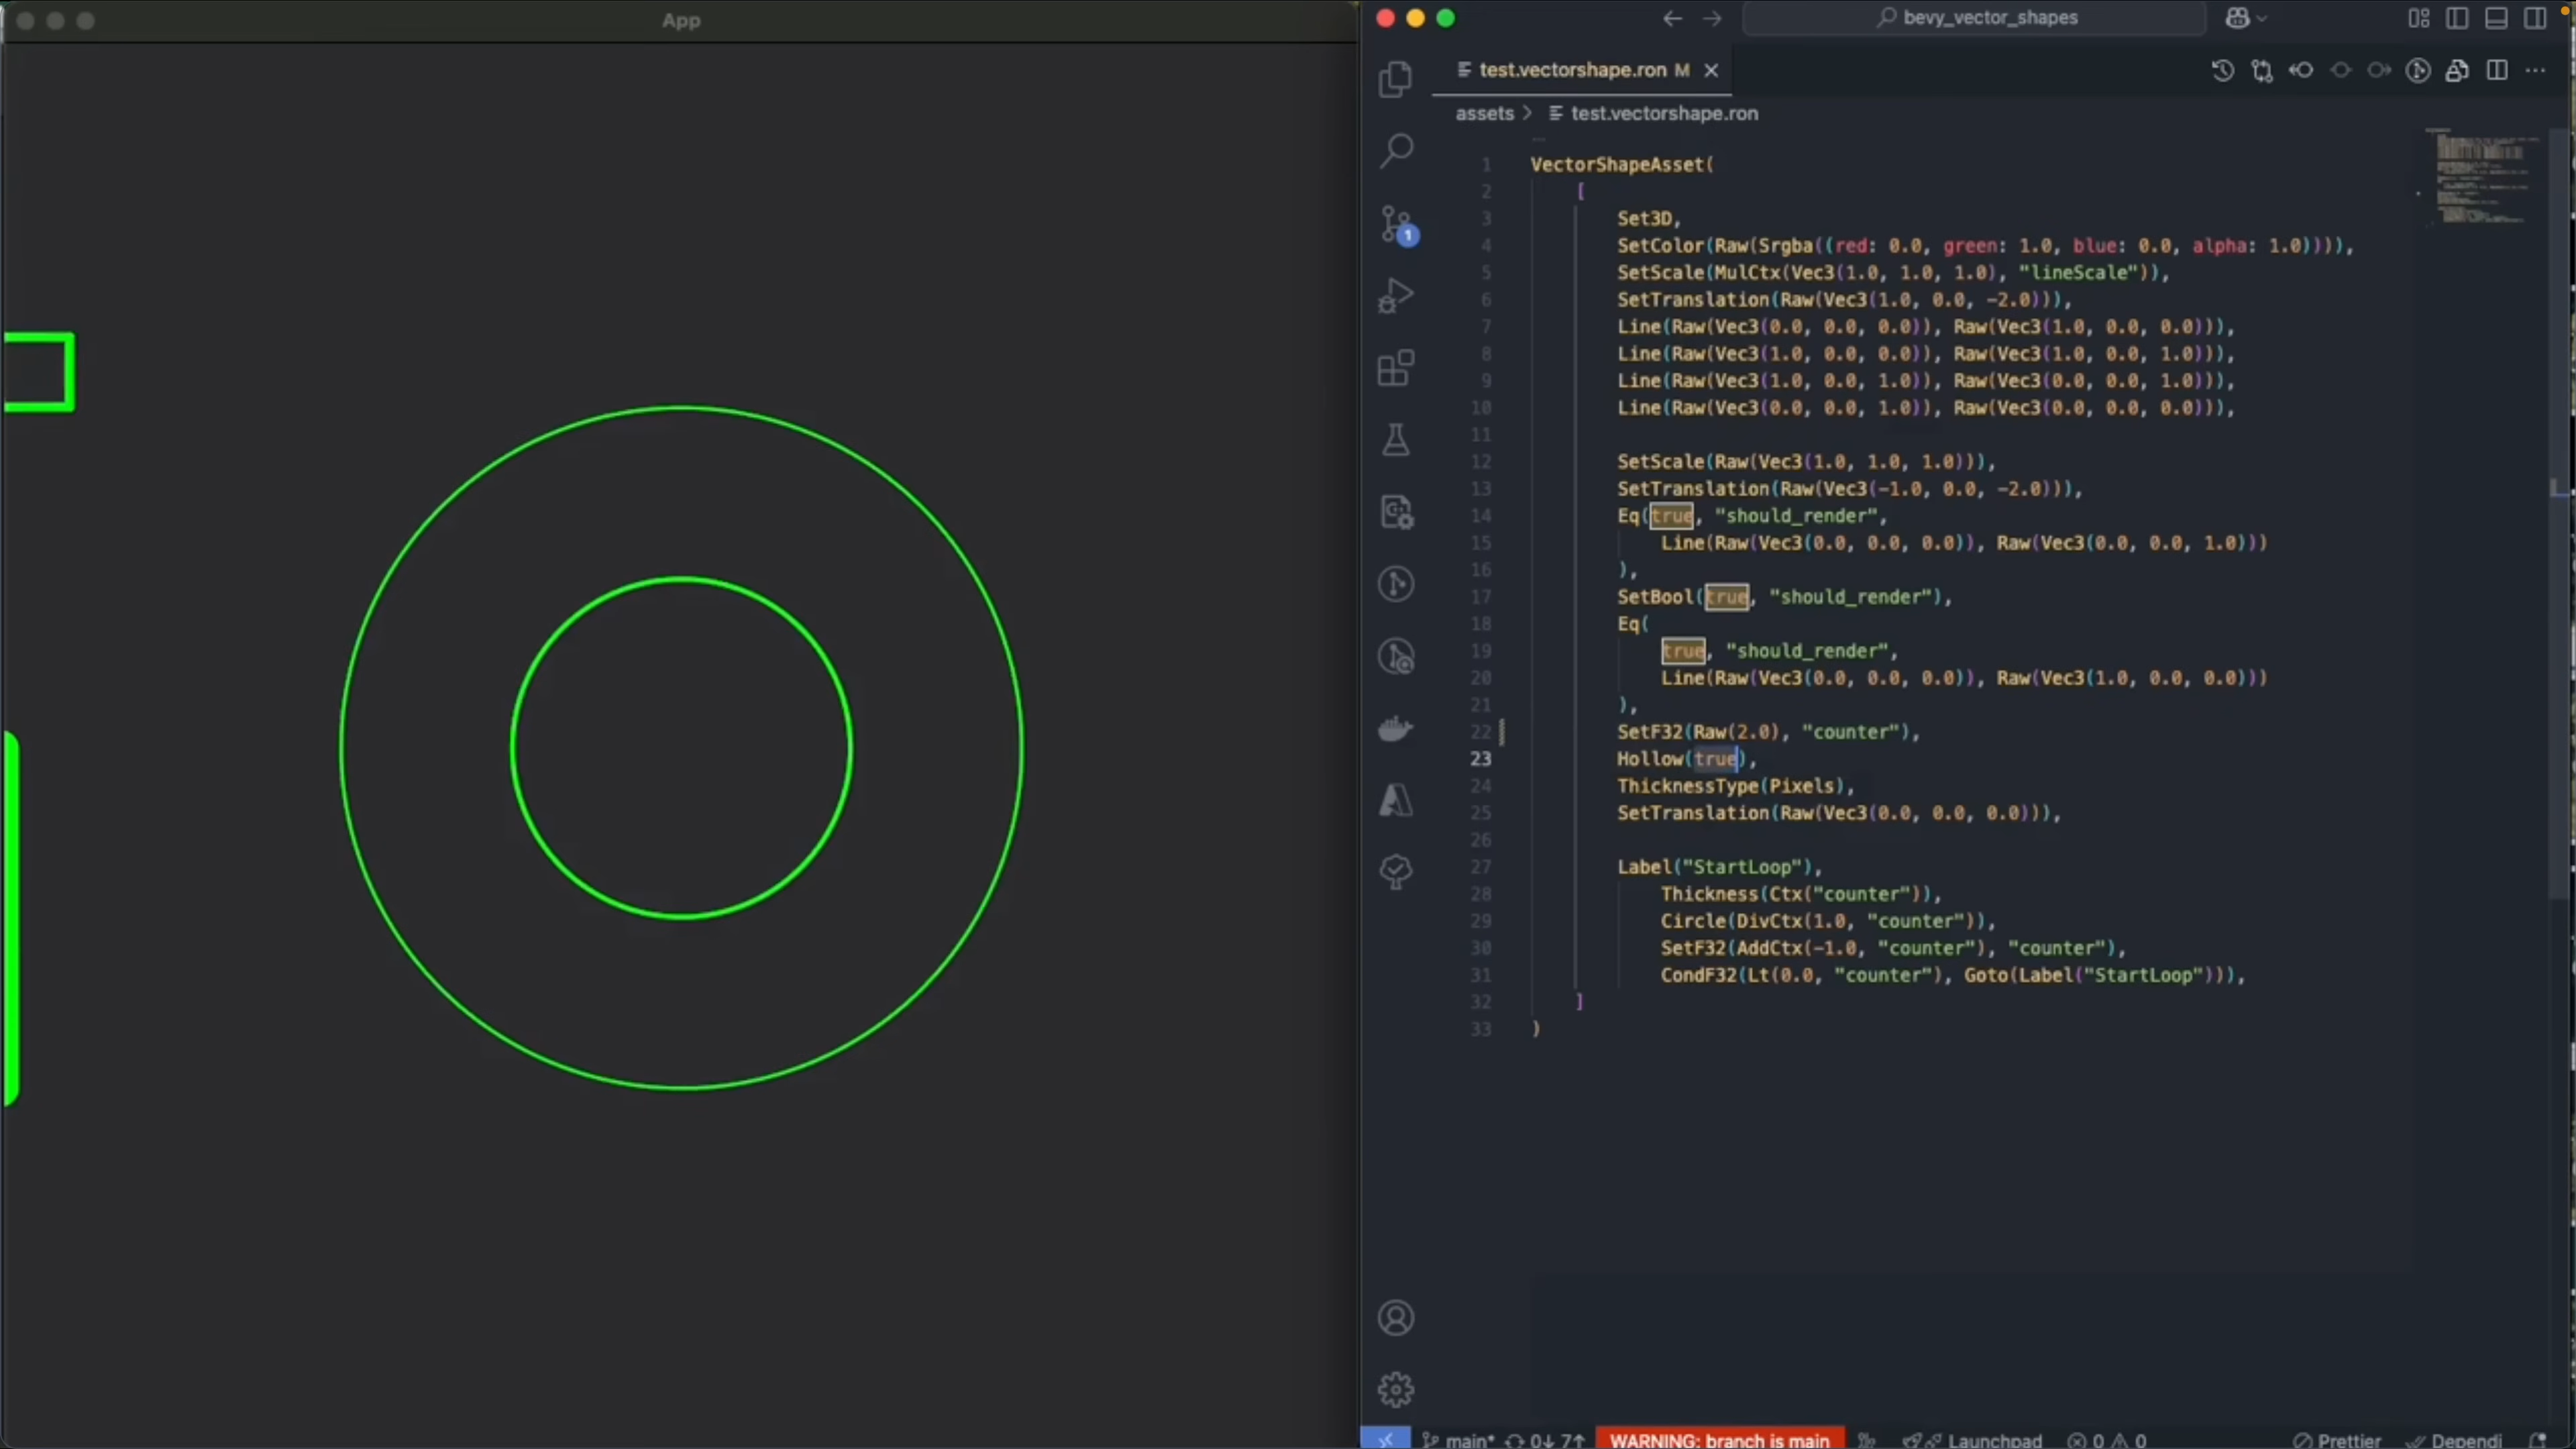 App
bevy_vector_shapes
test.vectorshape.ron M
assets > test.vectorshape.ron
1 VectorShapeAsset(
2 [
3 Set3D,
4 SetColor(Raw(Srgba((red: 0.0, green: 1.0, blue: 0.0, alpha: 1.0)))),
5 SetScale(MulCtx(Vec3(1.0, 1.0, 1.0), "lineScale")),
6 SetTranslation(Raw(Vec3(1.0, 0.0, -2.0))),
7 Line(Raw(Vec3(0.0, 0.0, 0.0)), Raw(Vec3(1.0, 0.0, 0.0))),
8 Line(Raw(Vec3(1.0, 0.0, 0.0)), Raw(Vec3(1.0, 0.0, 1.0))),
9 Line(Raw(Vec3(1.0, 0.0, 1.0)), Raw(Vec3(0.0, 0.0, 1.0))),
10 Line(Raw(Vec3(0.0, 0.0, 1.0)), Raw(Vec3(0.0, 0.0, 0.0))),
11
12 SetScale(Raw(Vec3(1.0, 1.0, 1.0))),
13 SetTranslation(Raw(Vec3(-1.0, 0.0, -2.0))),
14 Eq(true, "should_render",
15 Line(Raw(Vec3(0.0, 0.0, 0.0)), Raw(Vec3(0.0, 0.0, 1.0)))
16 ),
17 SetBool(true, "should_render"),
18 Eq(
19 true, "should_render",
20 Line(Raw(Vec3(0.0, 0.0, 0.0)), Raw(Vec3(1.0, 0.0, 0.0)))
21 ),
22 SetF32(Raw(2.0), "counter"),
23 Hollow(true),
24 ThicknessType(Pixels),
25 SetTranslation(Raw(Vec3(0.0, 0.0, 0.0))),
26
27 Label("StartLoop"),
28 Thickness(Ctx("counter")),
29 Circle(DivCtx(1.0, "counter")),
30 SetF32(AddCtx(-1.0, "counter"), "counter"),
31 CondF32(Lt(0.0, "counter"), Goto(Label("StartLoop"))),
32 ]
33 )
1
main* 0↓ 7↑ WARNING: branch is main Launchpad 0 0 Prettier Dependi